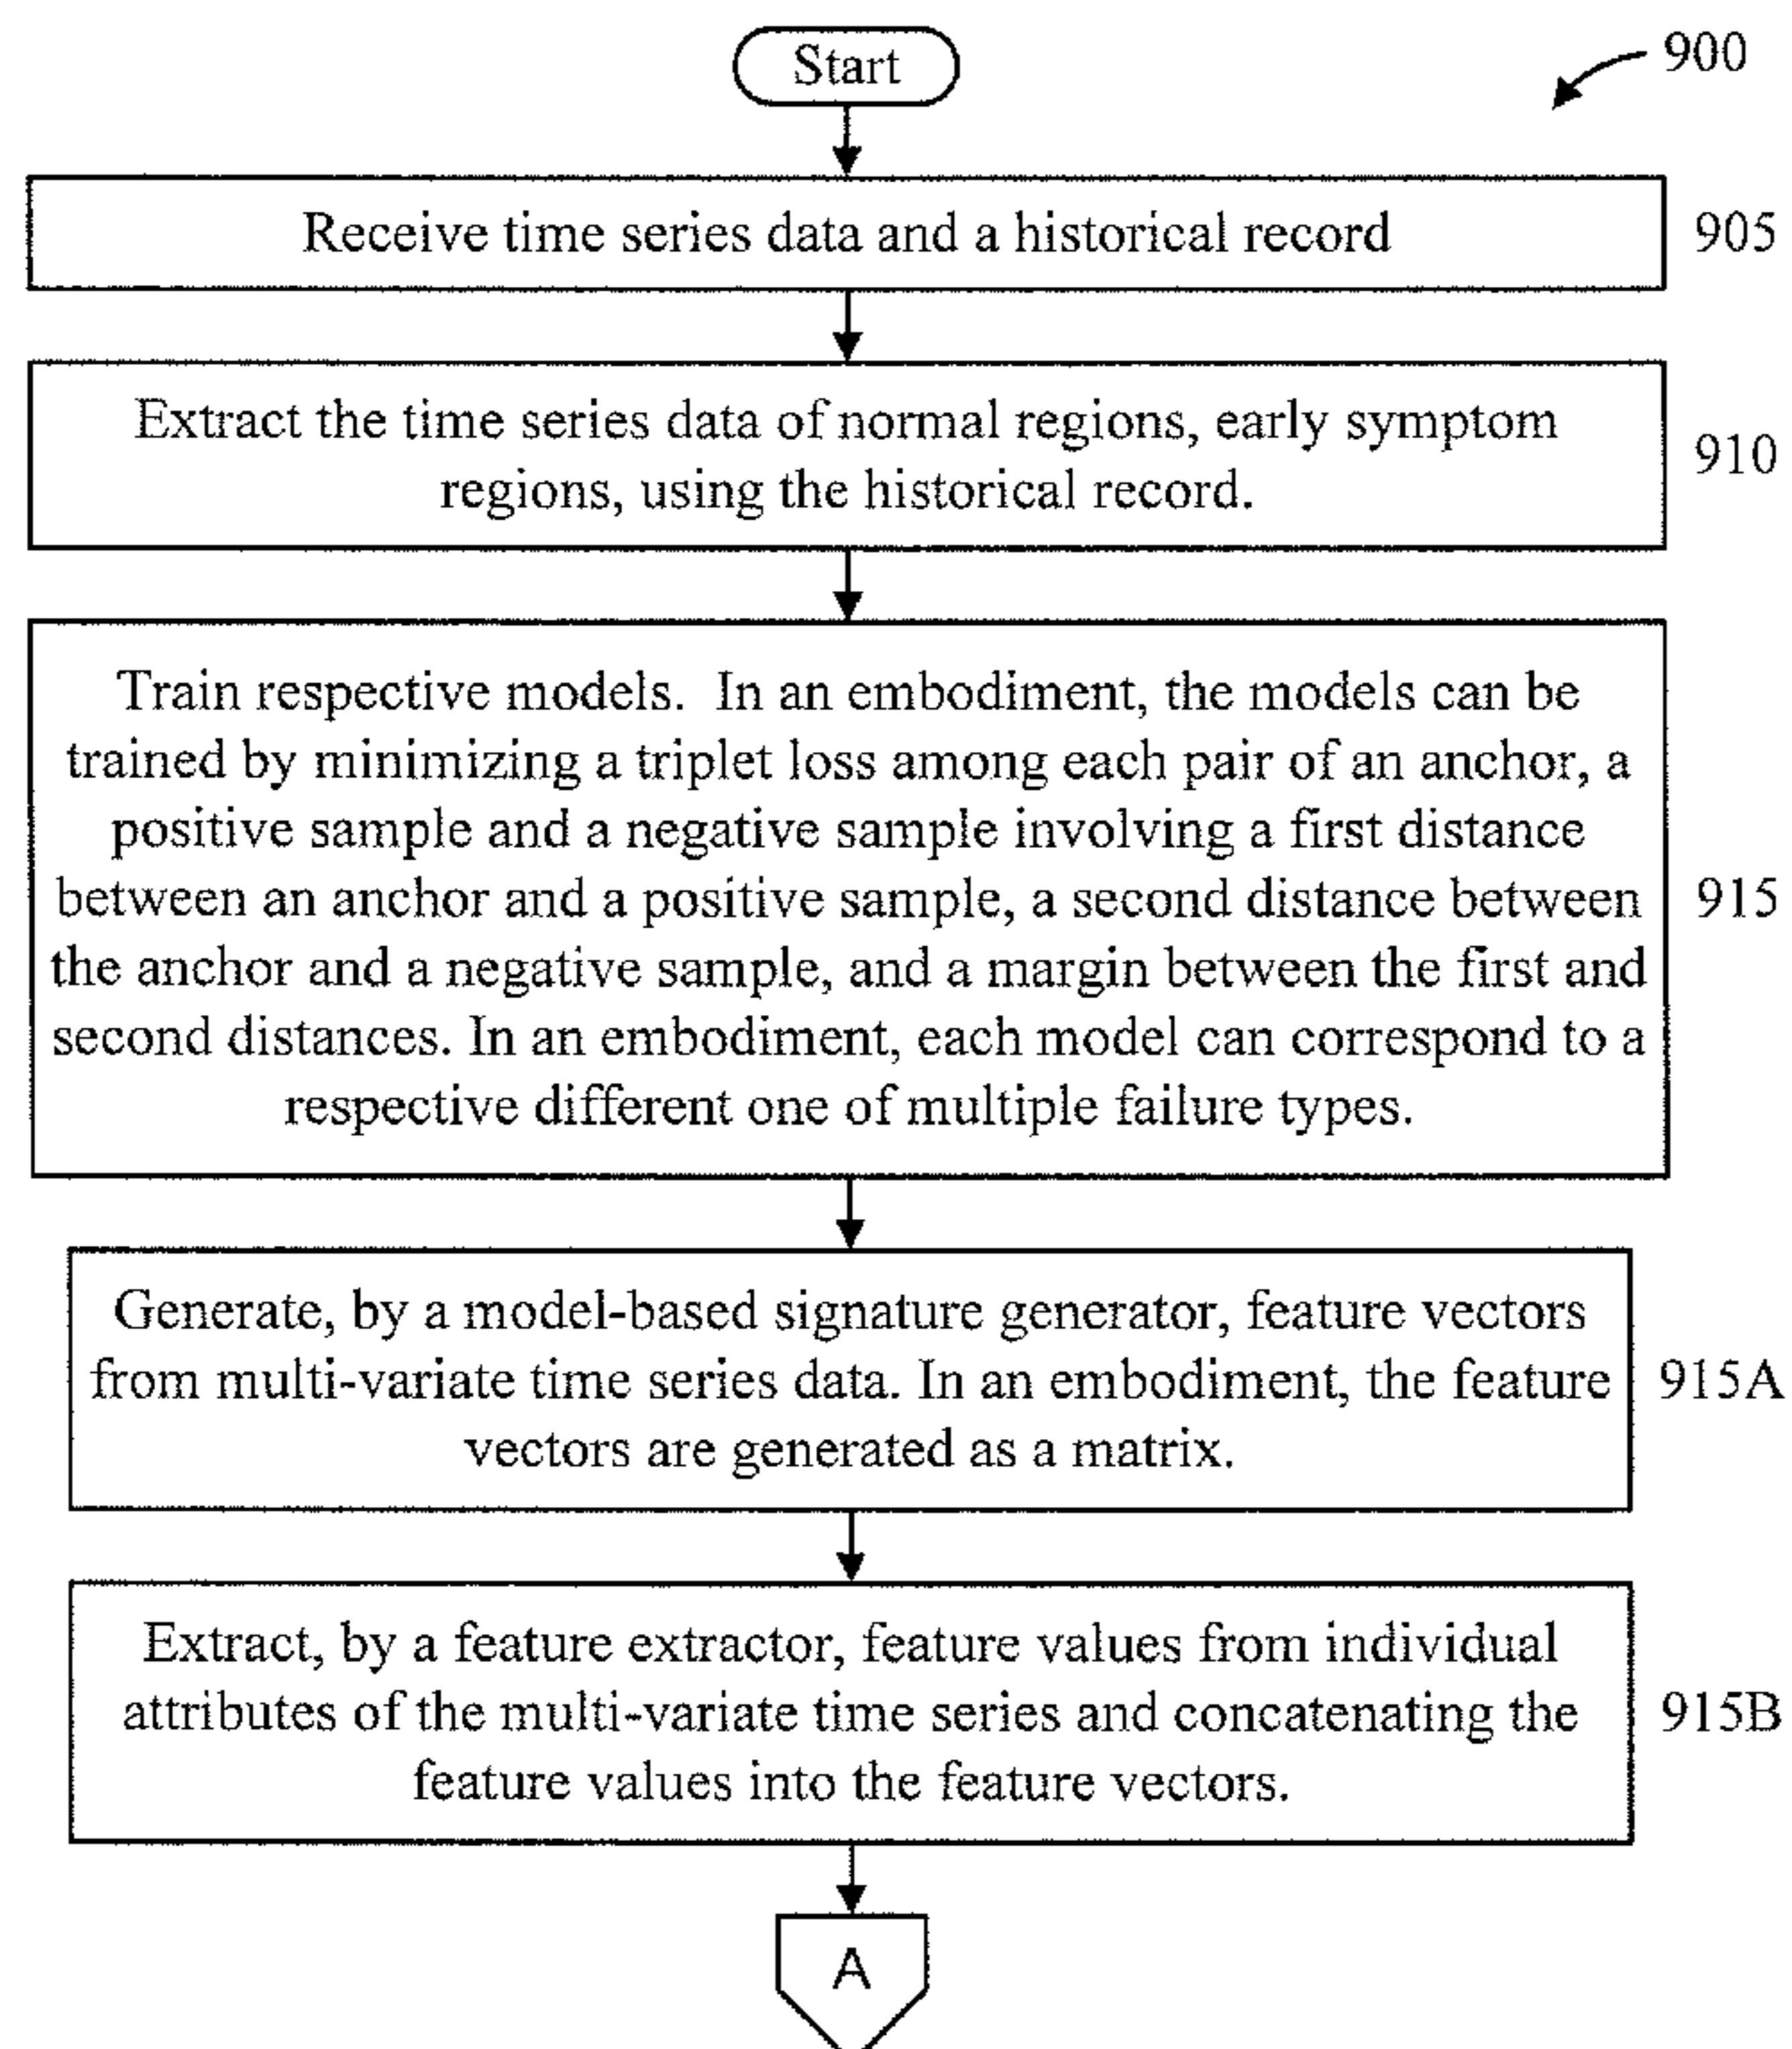 Start
900
Receive time series data and a historical record
905
Extract the time series data of normal regions, early symptom
regions, using the historical record.
910
Train respective models. In an embodiment, the models can be
trained by minimizing a triplet loss among each pair of an anchor, a
positive sample and a negative sample involving a first distance
between an anchor and a positive sample, a second distance between
the anchor and a negative sample, and a margin between the first and
second distances. In an embodiment, each model can correspond to a
respective different one of multiple failure types.
915
Generate, by a model-based signature generator, feature vectors
from multi-variate time series data. In an embodiment, the feature
vectors are generated as a matrix.
915A
Extract, by a feature extractor, feature values from individual
attributes of the multi-variate time series and concatenating the
feature values into the feature vectors.
915B
A